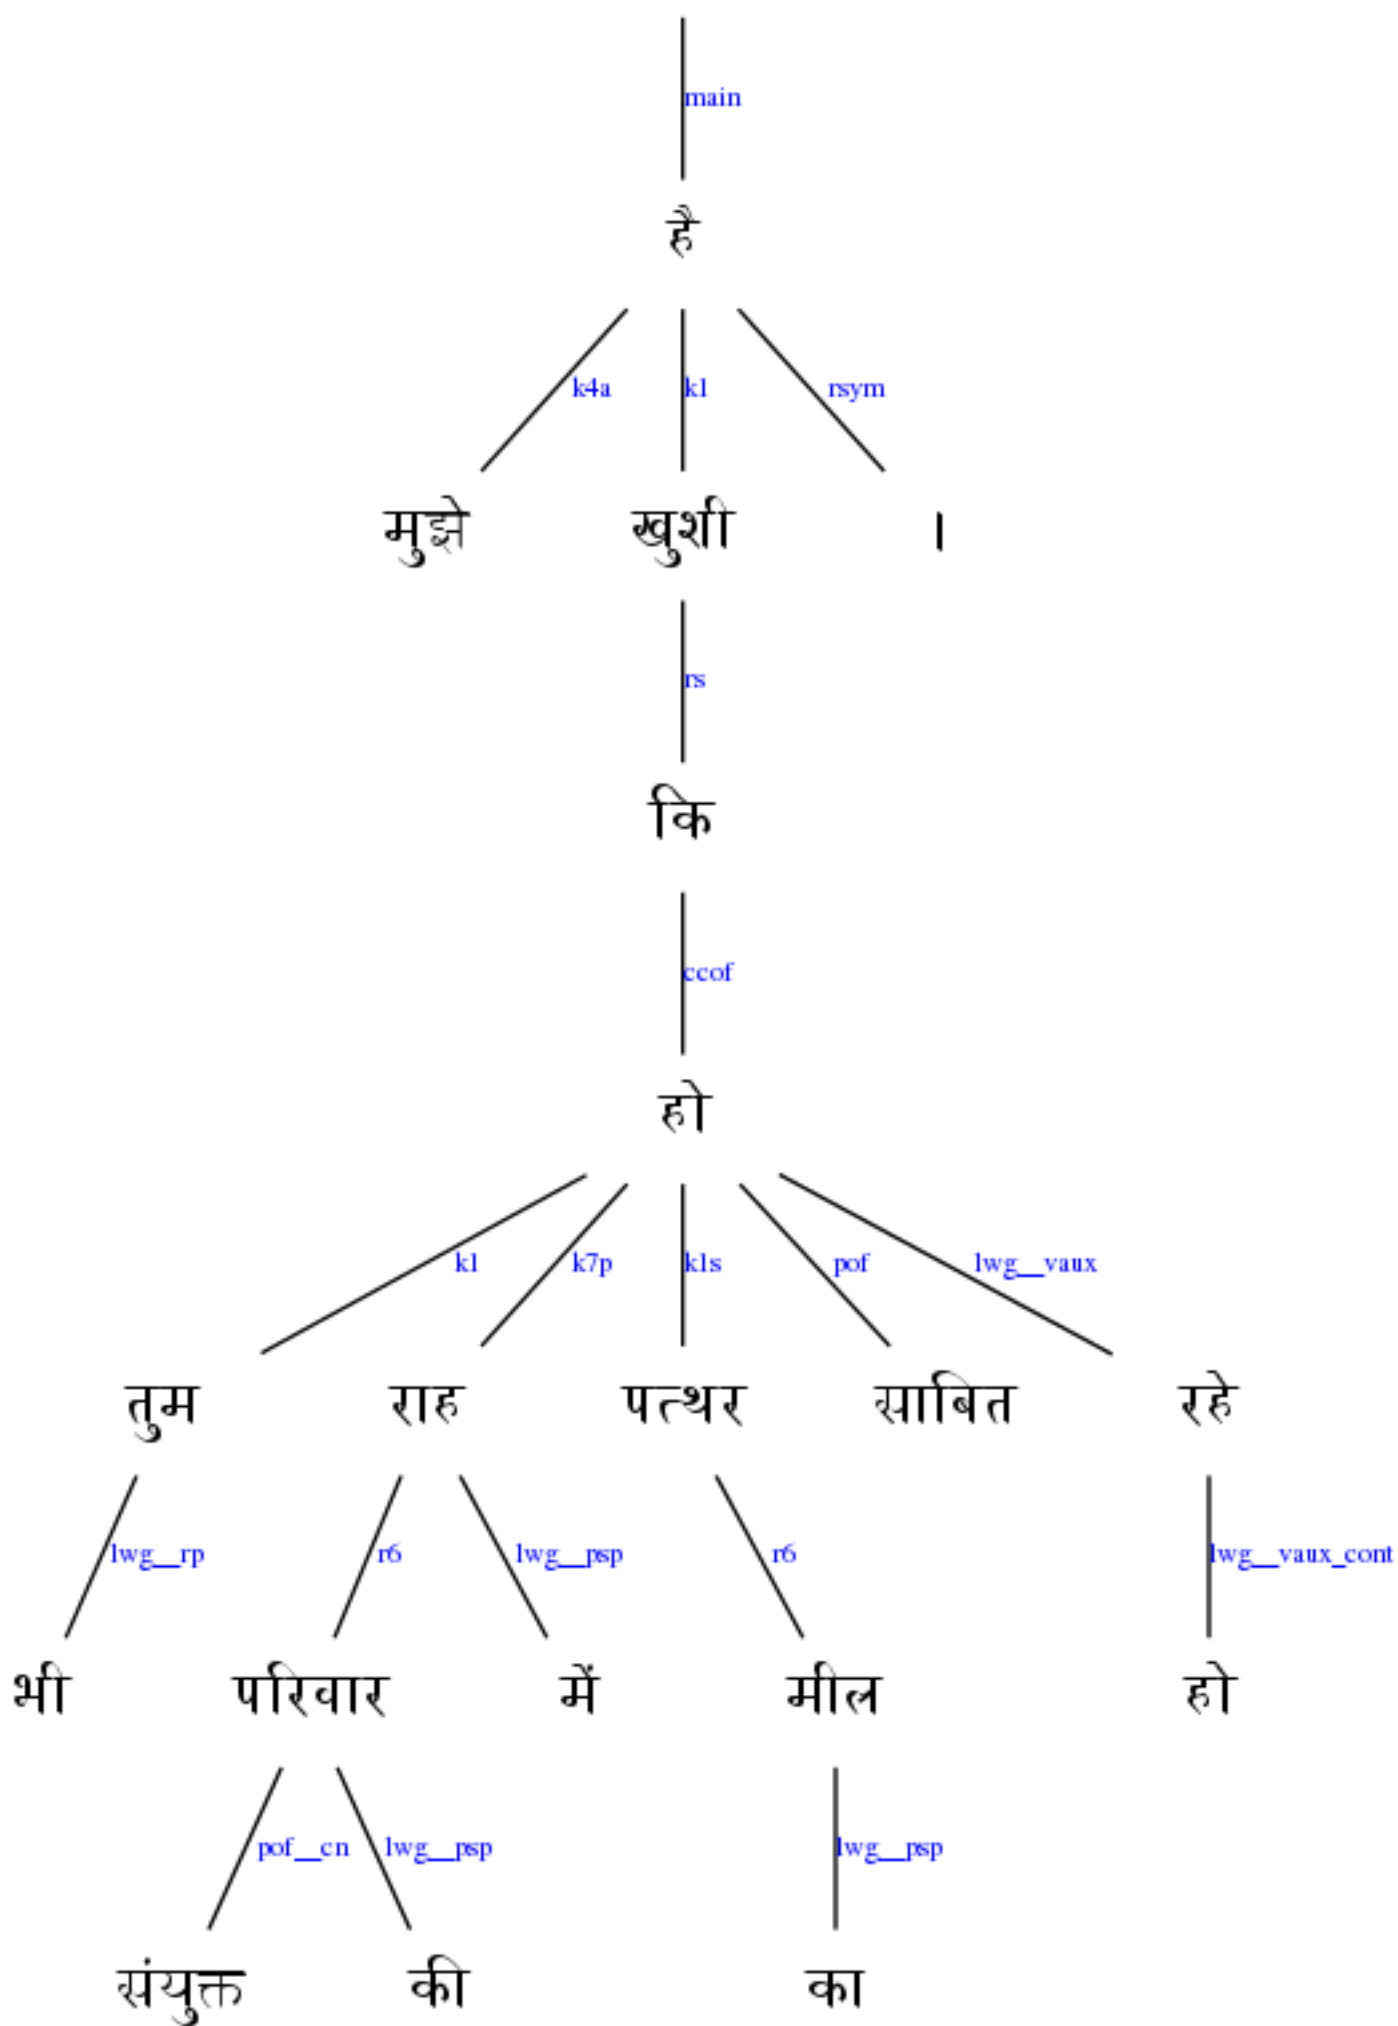 main
है
k4a k1 rsym
मुझे खुशी ।
rs
कि
ccof
हो
k1 k7p k1s pof lwg__vaux
तुम राह पत्थर साबित रहे
lwg__rp r6 lwg__psp r6 lwg__vaux_cont
भी परिवार में मील हो
pof__cn lwg__psp lwg__psp
संयुक्त की का